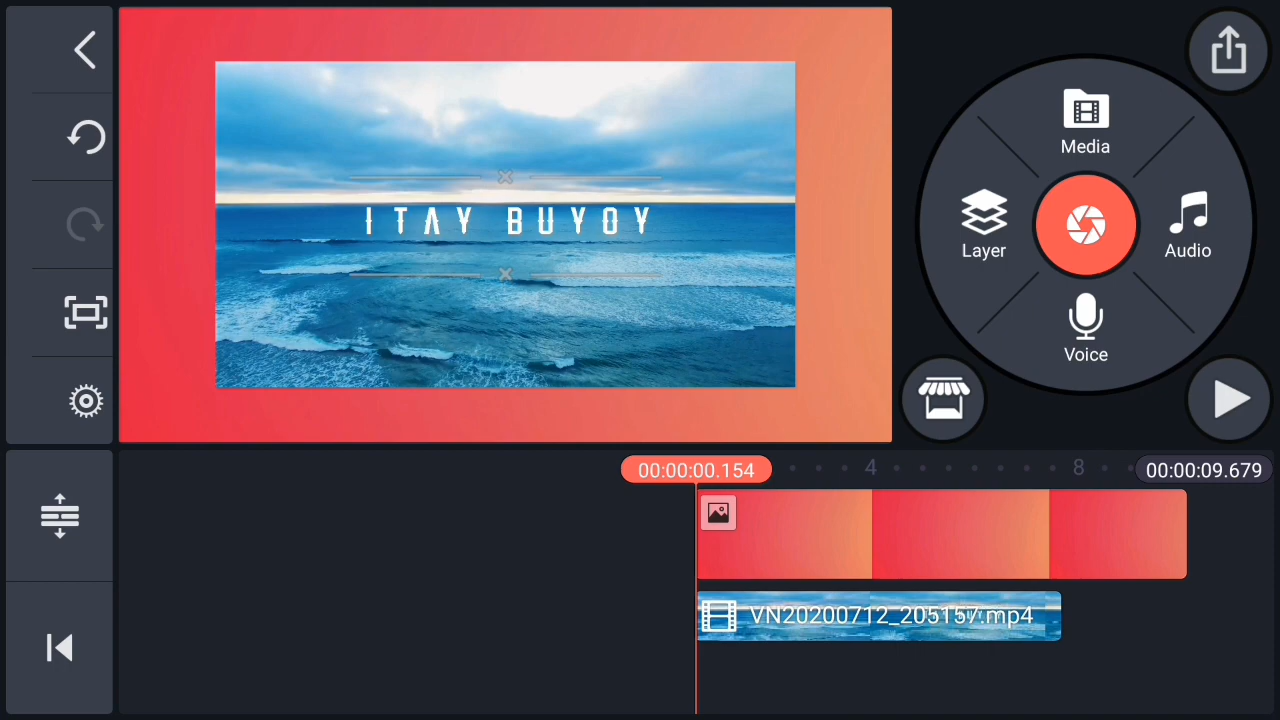 Media
ITAY BUYOY
Layer
Audio
Voice
00:00:00.154
4
8
00:00:09.679
VN20200712_205157.mp4